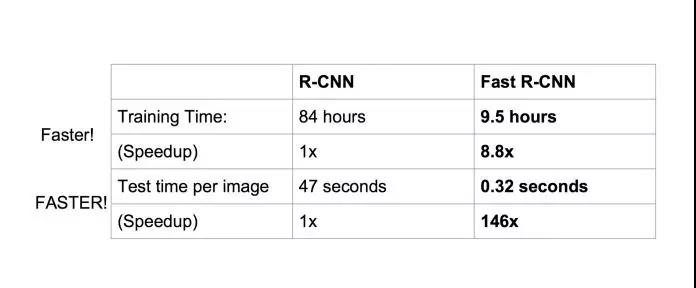 R-CNN Fast R-CNN
Training Time: 84 hours 9.5 hours
Faster!
(Speedup) 1x 8.8x
Test time per image 47 seconds 0.32 seconds
FASTER!
(Speedup) 1x 146x